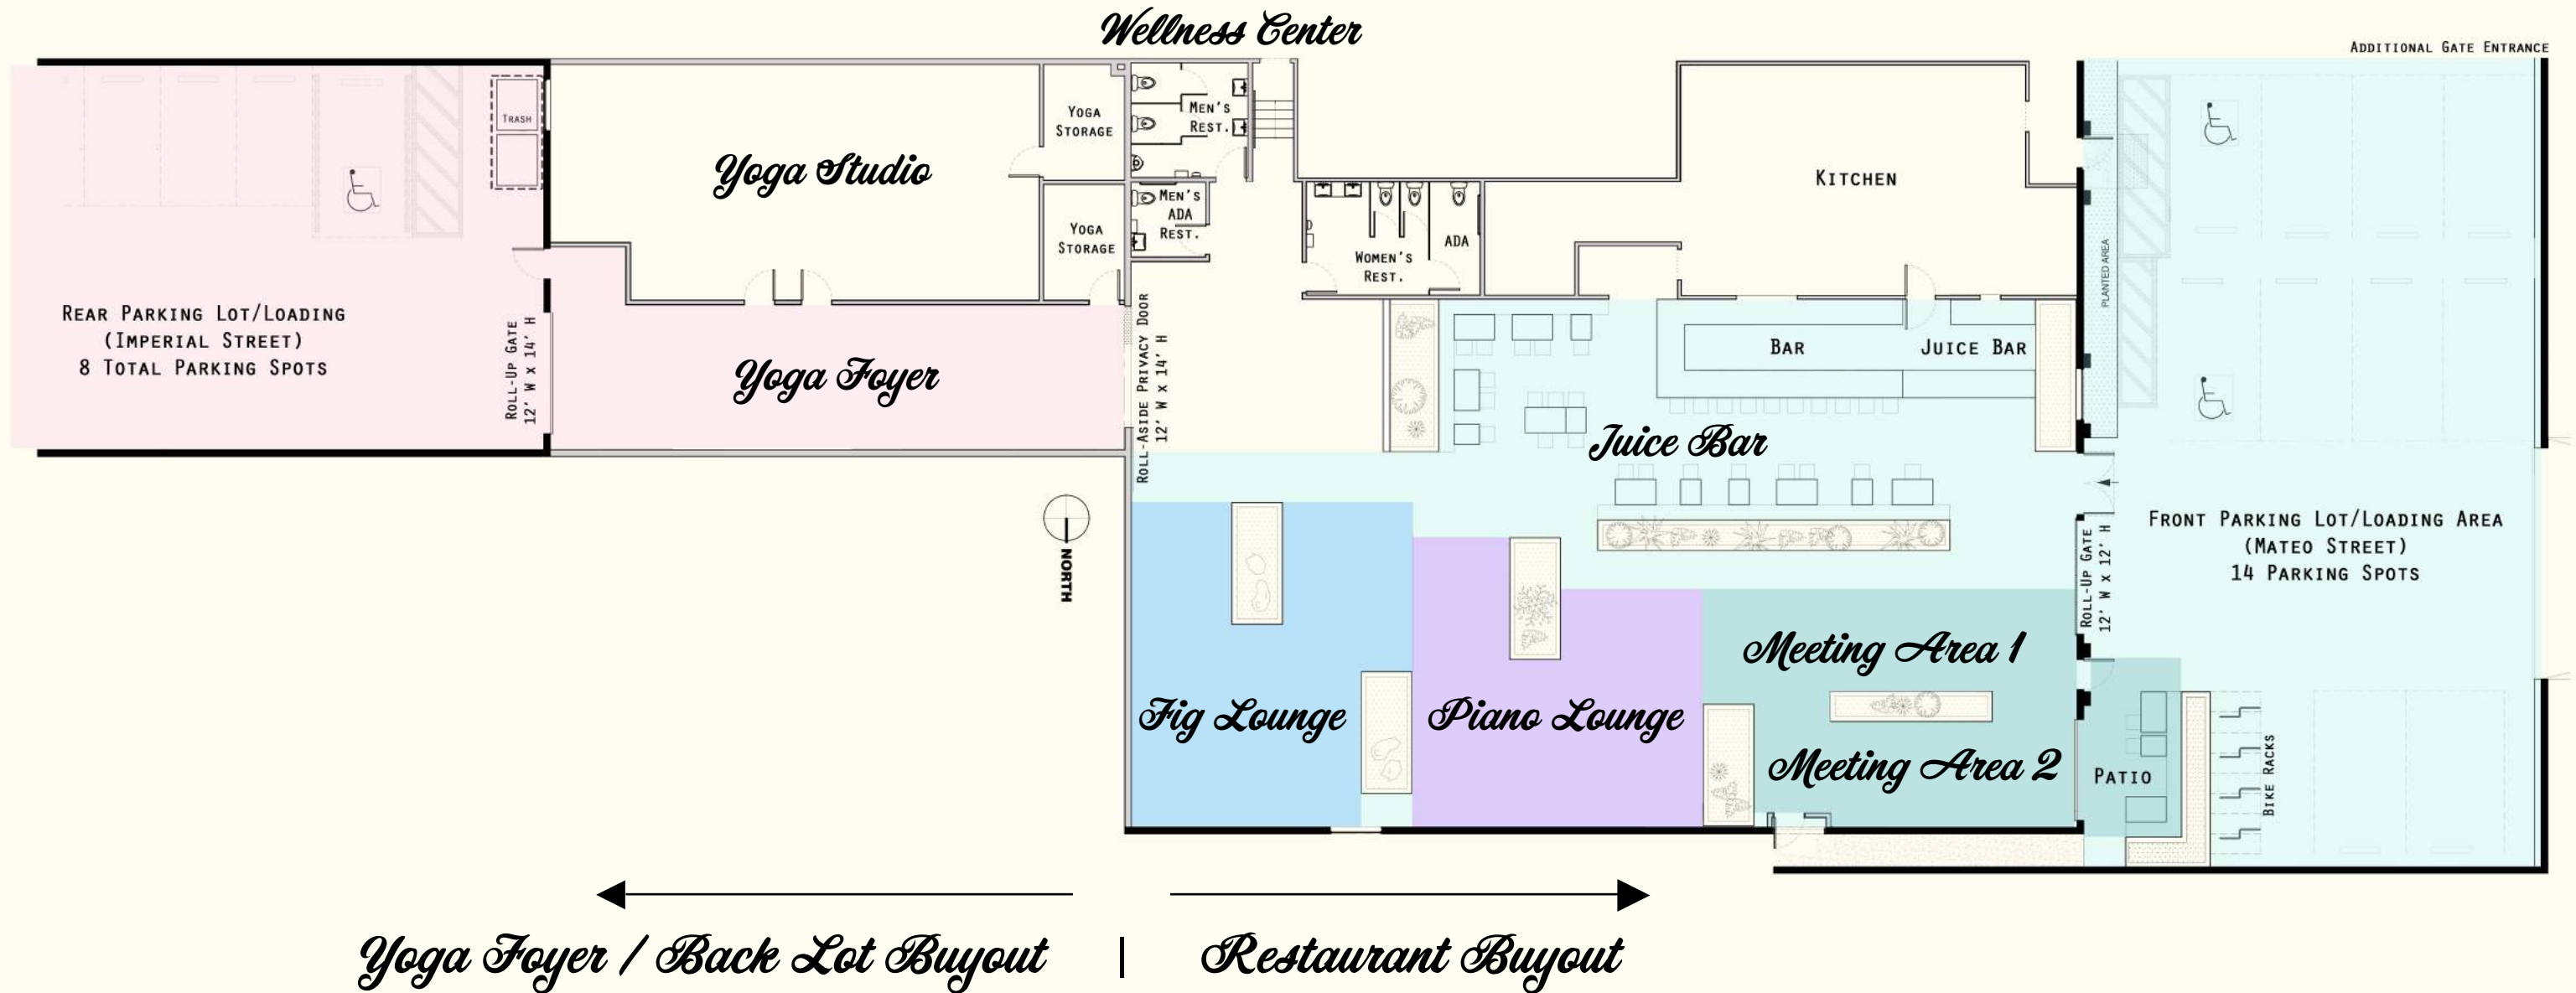 Wellness Center
Additional Gate Entrance
Trash
Yoga Studio
Yoga
Storage
Yoga
Storage
Men's
Rest.
Men's
ADA
Rest.
Women's
Rest.
ADA
Kitchen
Planted Area
Rear Parking Lot/Loading
(Imperial Street)
8 Total Parking Spots
Roll-Up Gate
12' W x 14' H
Yoga Foyer
Roll-Aside Privacy Door
12' W x 14' H
Bar
Juice Bar
Juice Bar
NORTH
Front Parking Lot/Loading Area
(Mateo Street)
14 Parking Spots
Roll-Up Gate
12' W x 12' H
Fig Lounge
Piano Lounge
Meeting Area 1
Meeting Area 2
Patio
Bike Racks
Yoga Foyer / Back Lot Buyout | Restaurant Buyout